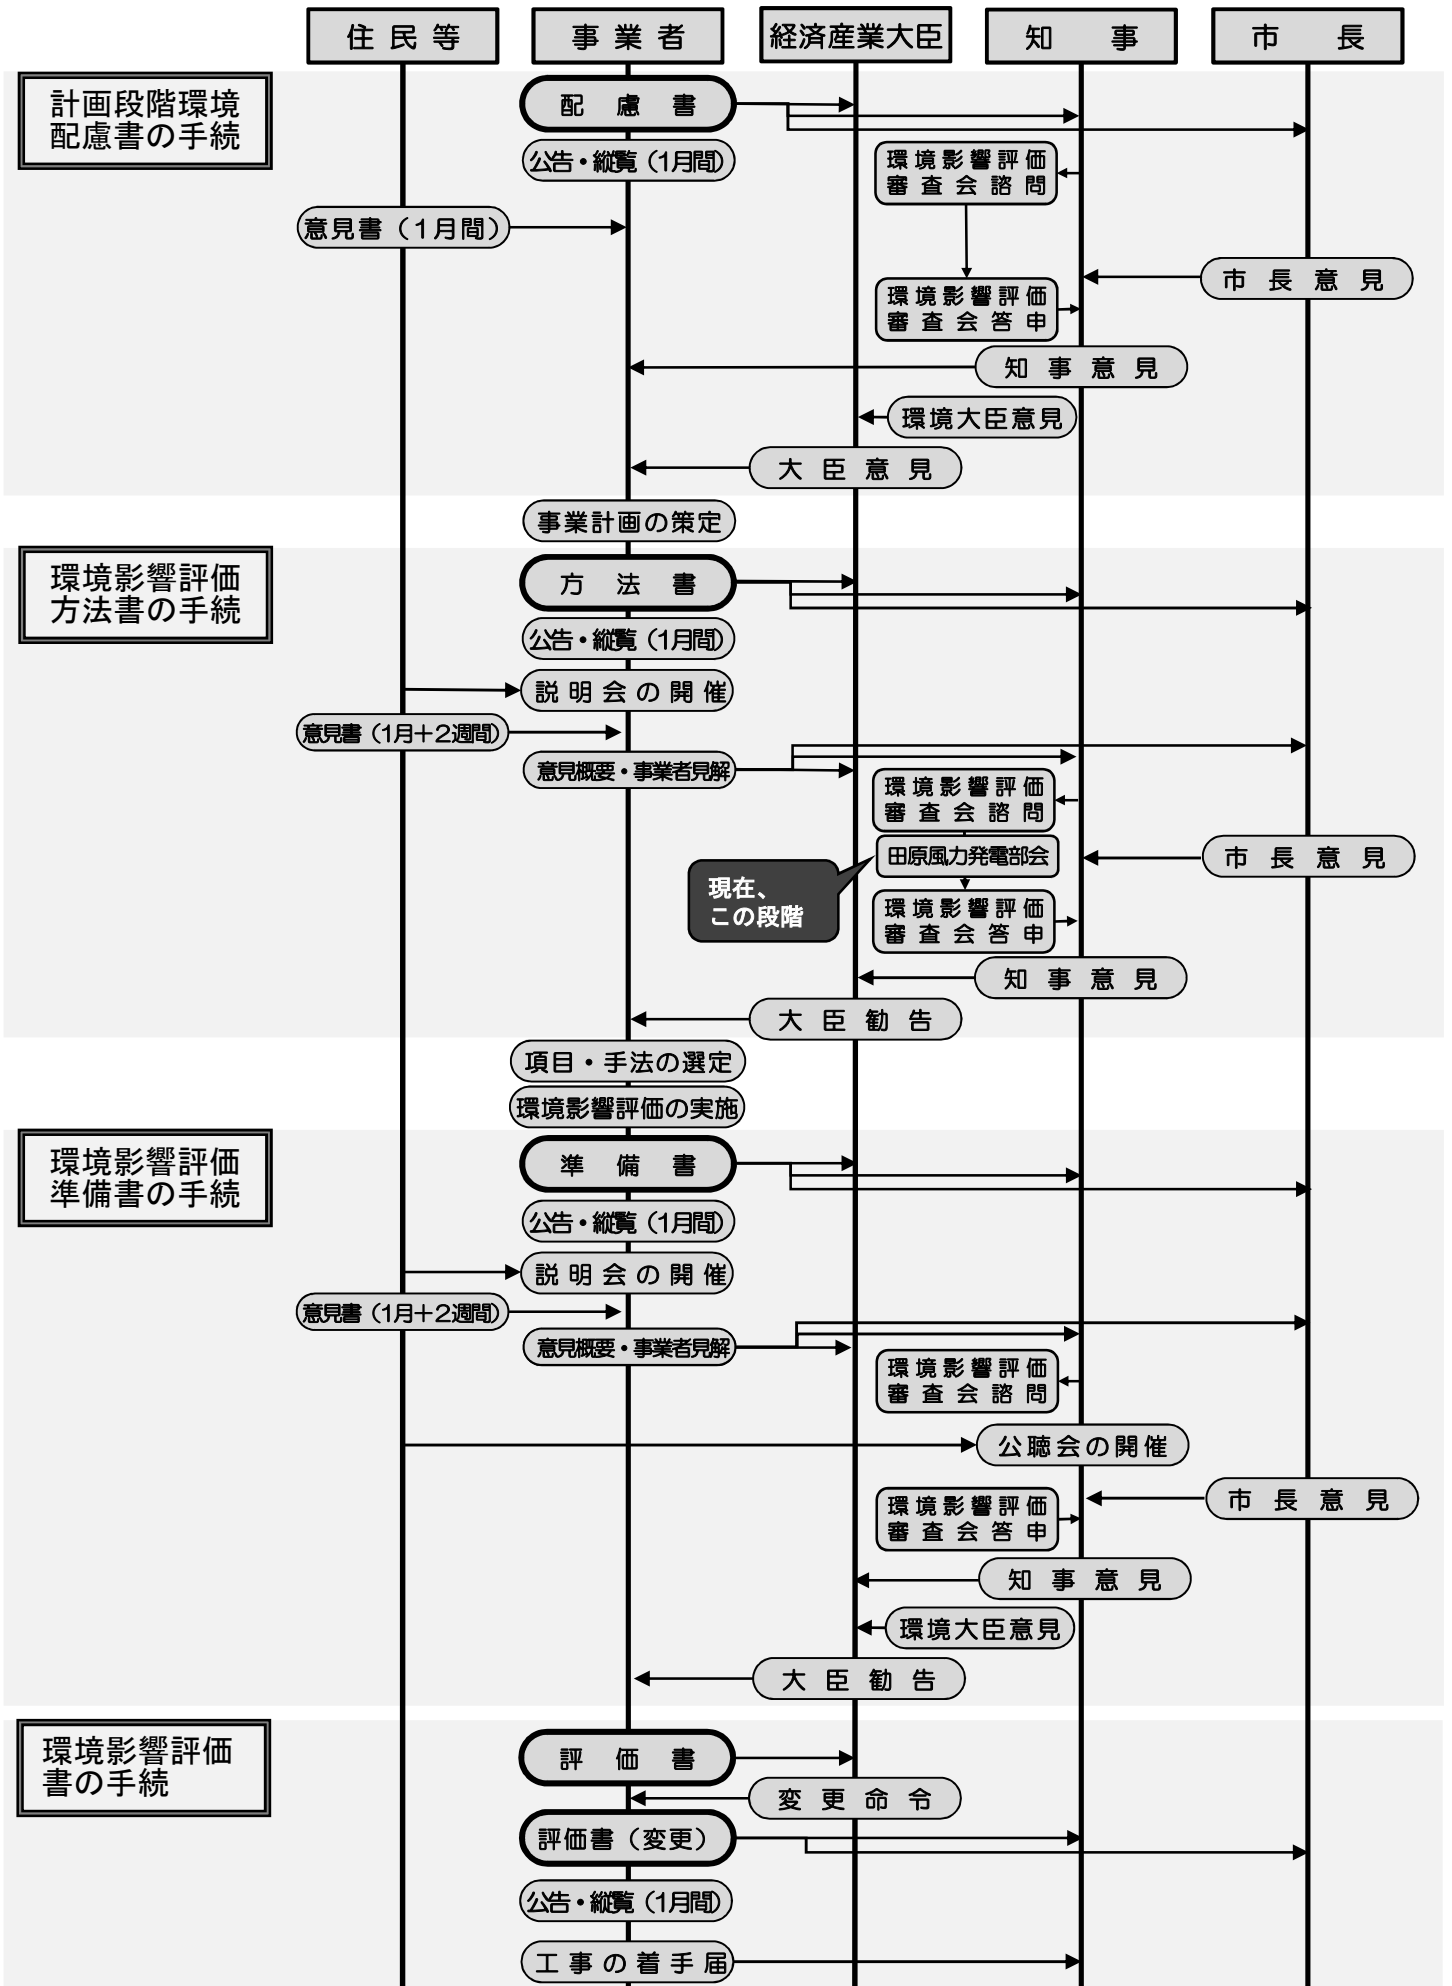 住民等
事業者
経済産業大臣
知事
市長
計画段階環境
配慮書の手続
配慮書
公告・縦覧（1月間）
環境影響評価
審査会諮問
意見書（1月間）
市長意見
環境影響評価
審査会答申
知事意見
環境大臣意見
大臣意見
事業計画の策定
環境影響評価
方法書の手続
方法書
公告・縦覧（1月間）
説明会の開催
意見書（1月＋2週間）
意見概要・事業者見解
環境影響評価
審査会諮問
田原風力発電部会
市長意見
現在、
この段階
環境影響評価
審査会答申
知事意見
大臣勧告
項目・手法の選定
環境影響評価の実施
環境影響評価
準備書の手続
準備書
公告・縦覧（1月間）
説明会の開催
意見書（1月＋2週間）
意見概要・事業者見解
環境影響評価
審査会諮問
公聴会の開催
市長意見
環境影響評価
審査会答申
知事意見
環境大臣意見
大臣勧告
環境影響評価
書の手続
評価書
変更命令
評価書（変更）
公告・縦覧（1月間）
工事の着手届